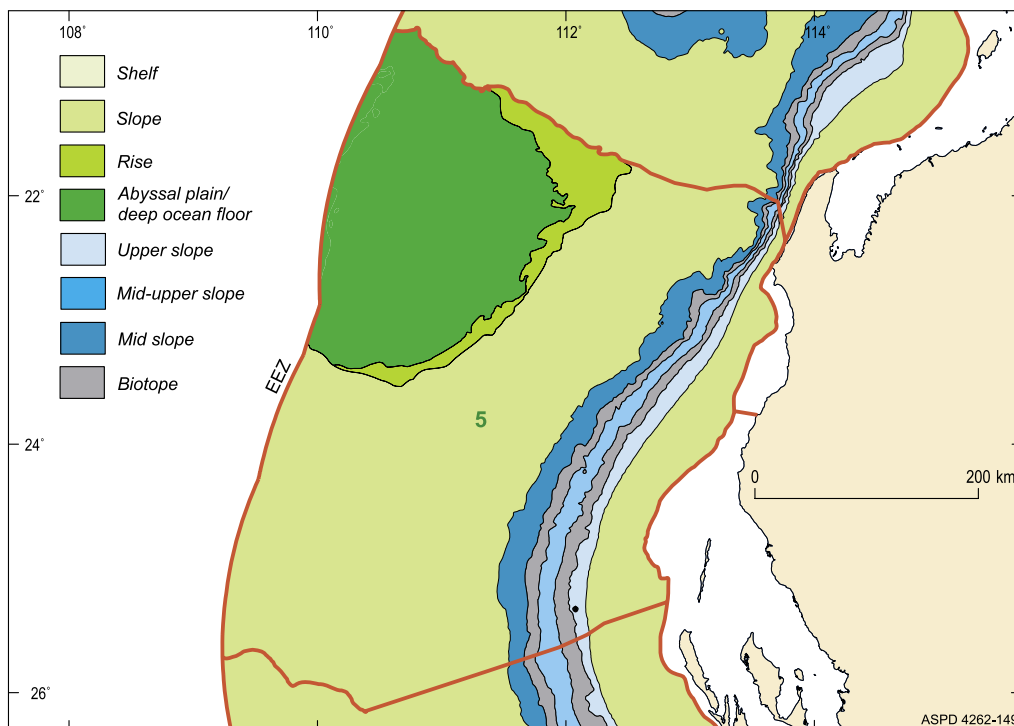 108° 110° 112° 114°
Shelf
Slope
Rise
Abyssal plain/
deep ocean floor
Upper slope
Mid-upper slope
Mid slope
Biotope
22°
EEZ
5
24°
0 200 km
26°
ASPD 4262-149